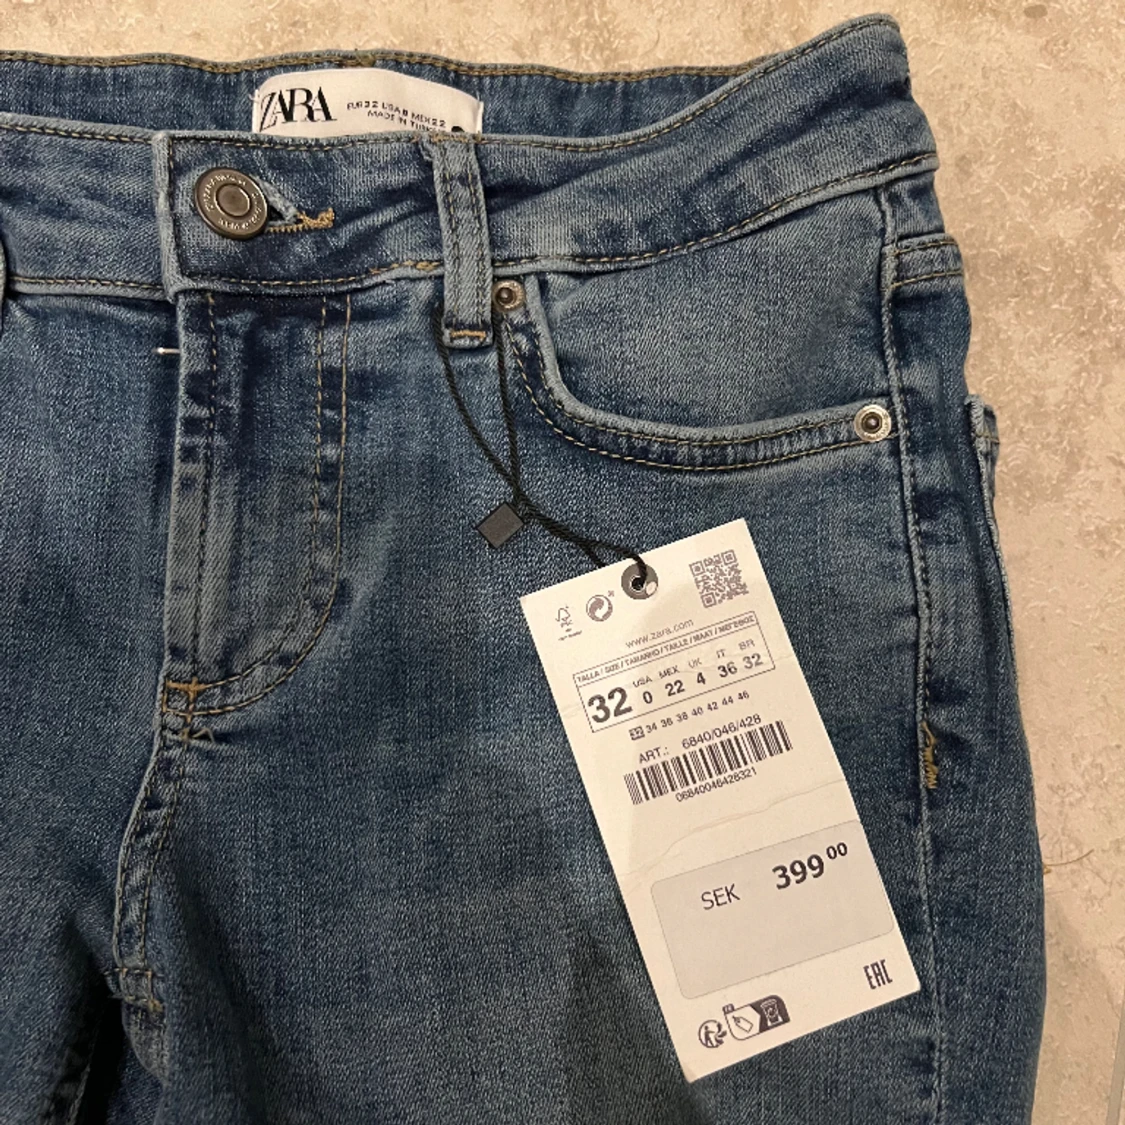 ZARA
EUR 32 USA 0 MEX 22
MADE IN
www.zara.com
TALLA / SIZE / TAMANHO / TAILLE / MAAT / МЕГЕӨОΣ
USA MEX UK IT BR
32 0 22 4 36 32
32 34 36 38 40 42 44 46
ART.: 6840/046/428
06840046428321
SEK 399 00
EAC